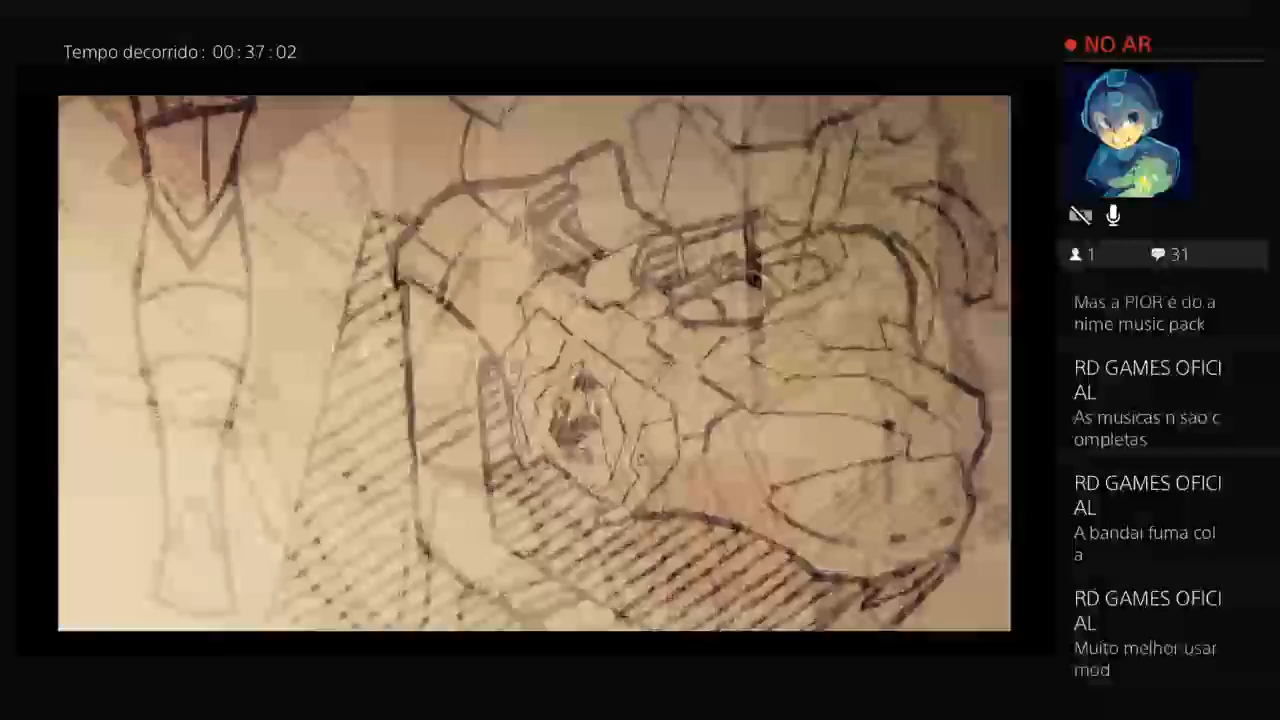 Tempo decorrido: 00:37:02
NO AR
1
31
Mas a PIOR é do a
nime music pack
RD GAMES OFICI
AL
As musicas n sao c
ompletas
RD GAMES OFICI
AL
A bandai fuma col
a
RD GAMES OFICI
AL
Muito melhor usar
mod